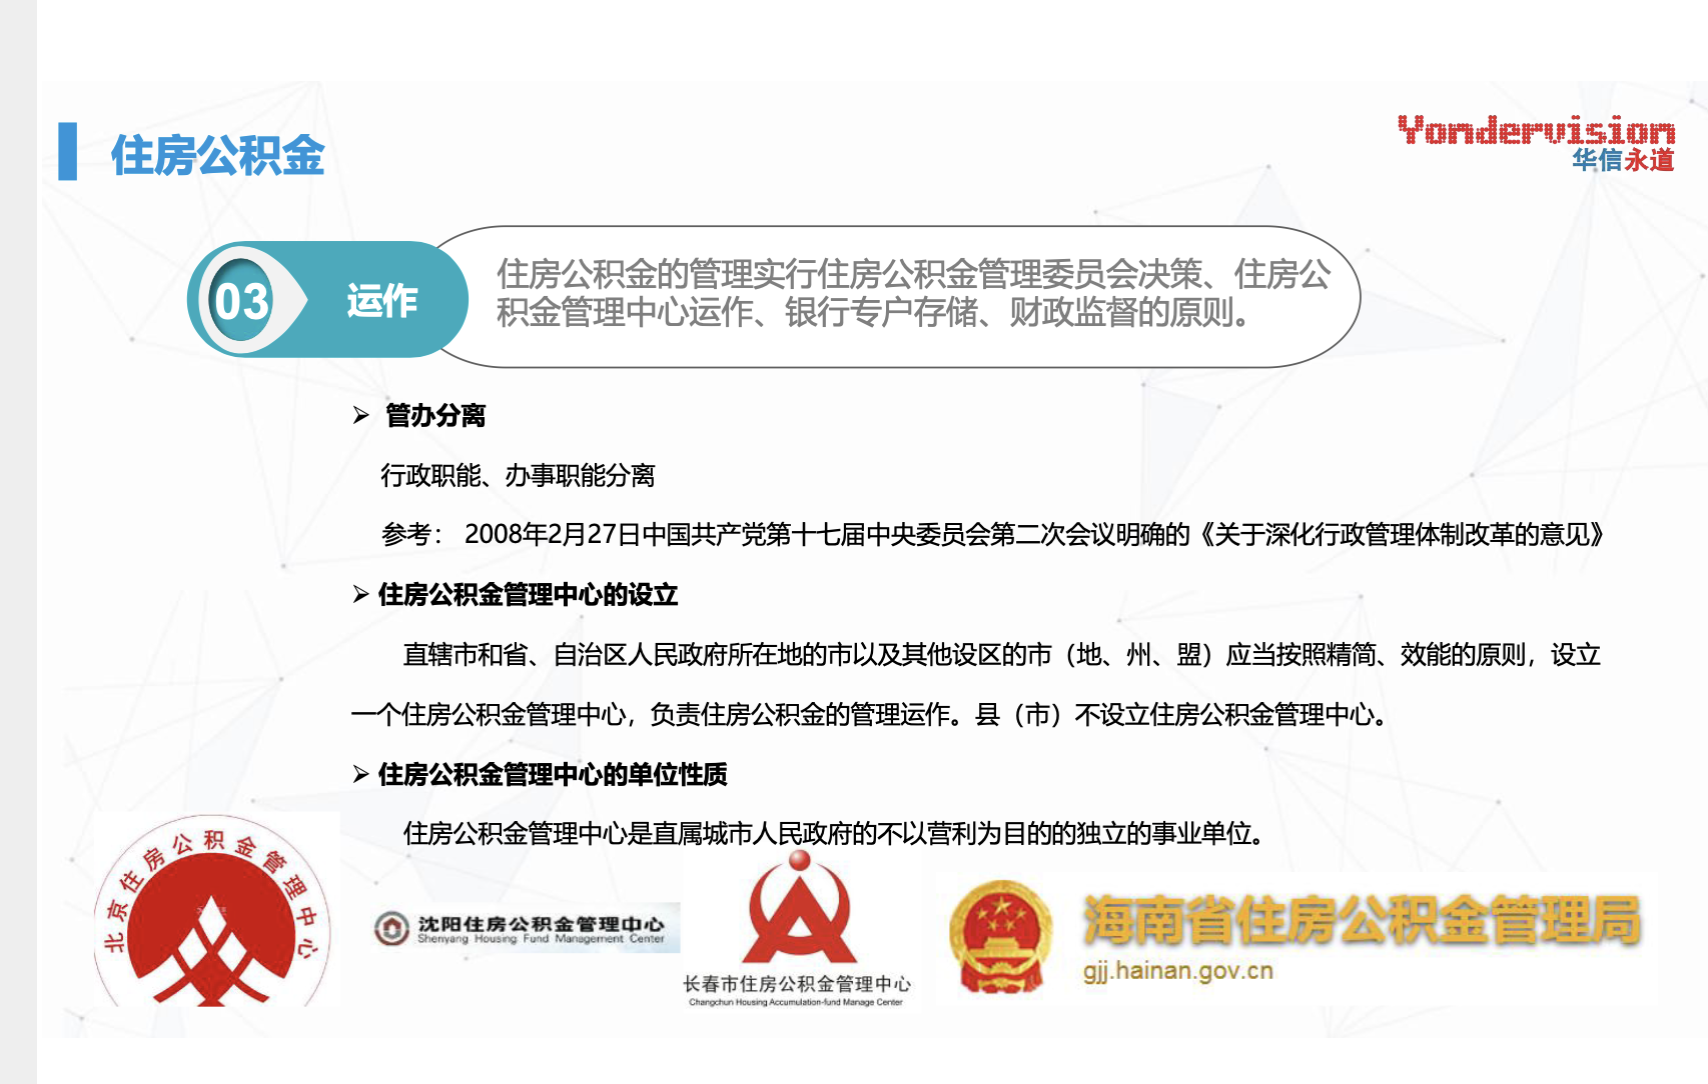 住房公积金
Yondervision
华信永道
03
运作
住房公积金的管理实行住房公积金管理委员会决策、住房公
积金管理中心运作、银行专户存储、财政监督的原则。
➢ 管办分离
行政职能、办事职能分离
参考： 2008年2月27日中国共产党第十七届中央委员会第二次会议明确的《关于深化行政管理体制改革的意见》
➢ 住房公积金管理中心的设立
直辖市和省、自治区人民政府所在地的市以及其他设区的市（地、州、盟）应当按照精简、效能的原则，设立
一个住房公积金管理中心，负责住房公积金的管理运作。县（市）不设立住房公积金管理中心。
➢ 住房公积金管理中心的单位性质
住房公积金管理中心是直属城市人民政府的不以营利为目的的独立的事业单位。
北京住房公积金管理中心
沈阳住房公积金管理中心
Shenyang Housing Fund Management Center
长春市住房公积金管理中心
Changchun Housing Accumulation-fund Manage Center
海南省住房公积金管理局
gjj.hainan.gov.cn